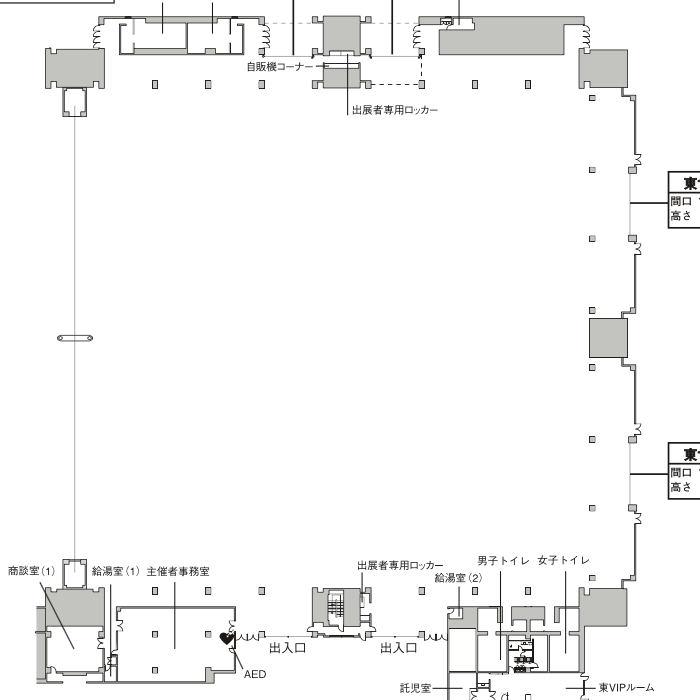 自販機コーナー
出展者専用ロッカー
東
間口
高さ
東
間口
高さ
商談室(1) 給湯室(1) 主催者事務室
出展者専用ロッカー
給湯室(2)
男子トイレ 女子トイレ
出入口
出入口
AED
託児室
東VIPルーム